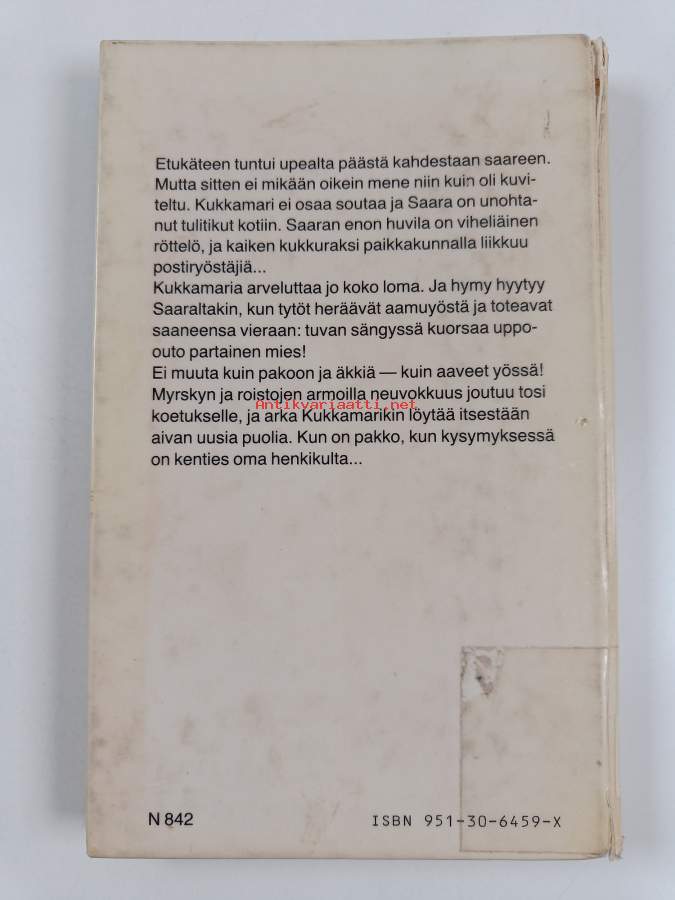 Etukäteen tuntui upealta päästä kahdestaan saareen.
Mutta sitten ei mikään oikein mene niin kuin oli kuvi-
teltu. Kukkamari ei osaa soutaa ja Saara on unohta-
nut tulitikut kotiin. Saaran enon huvila on viheliäinen
röttelö, ja kaiken kukkuraksi paikkakunnalla liikkuu
postiryöstäjiä...
Kukkamaria arveluttaa jo koko loma. Ja hymy hyytyy
Saaraltakin, kun tytöt heräävät aamuyöstä ja toteavat
saaneensa vieraan: tuvan sängyssä kuorsaa uppo-
outo partainen mies!
Ei muuta kuin pakoon ja äkkiä — kuin aaveet yössä!
Myrskyn ja roistojen armoilla neuvokkuus joutuu tosi
Antikvariaatti.net
koetukselle, ja arka Kukkamarikin löytää itsestään
aivan uusia puolia. Kun on pakko, kun kysymyksessä
on kenties oma henkikulta...
N 842
ISBN 951-30-6459-X